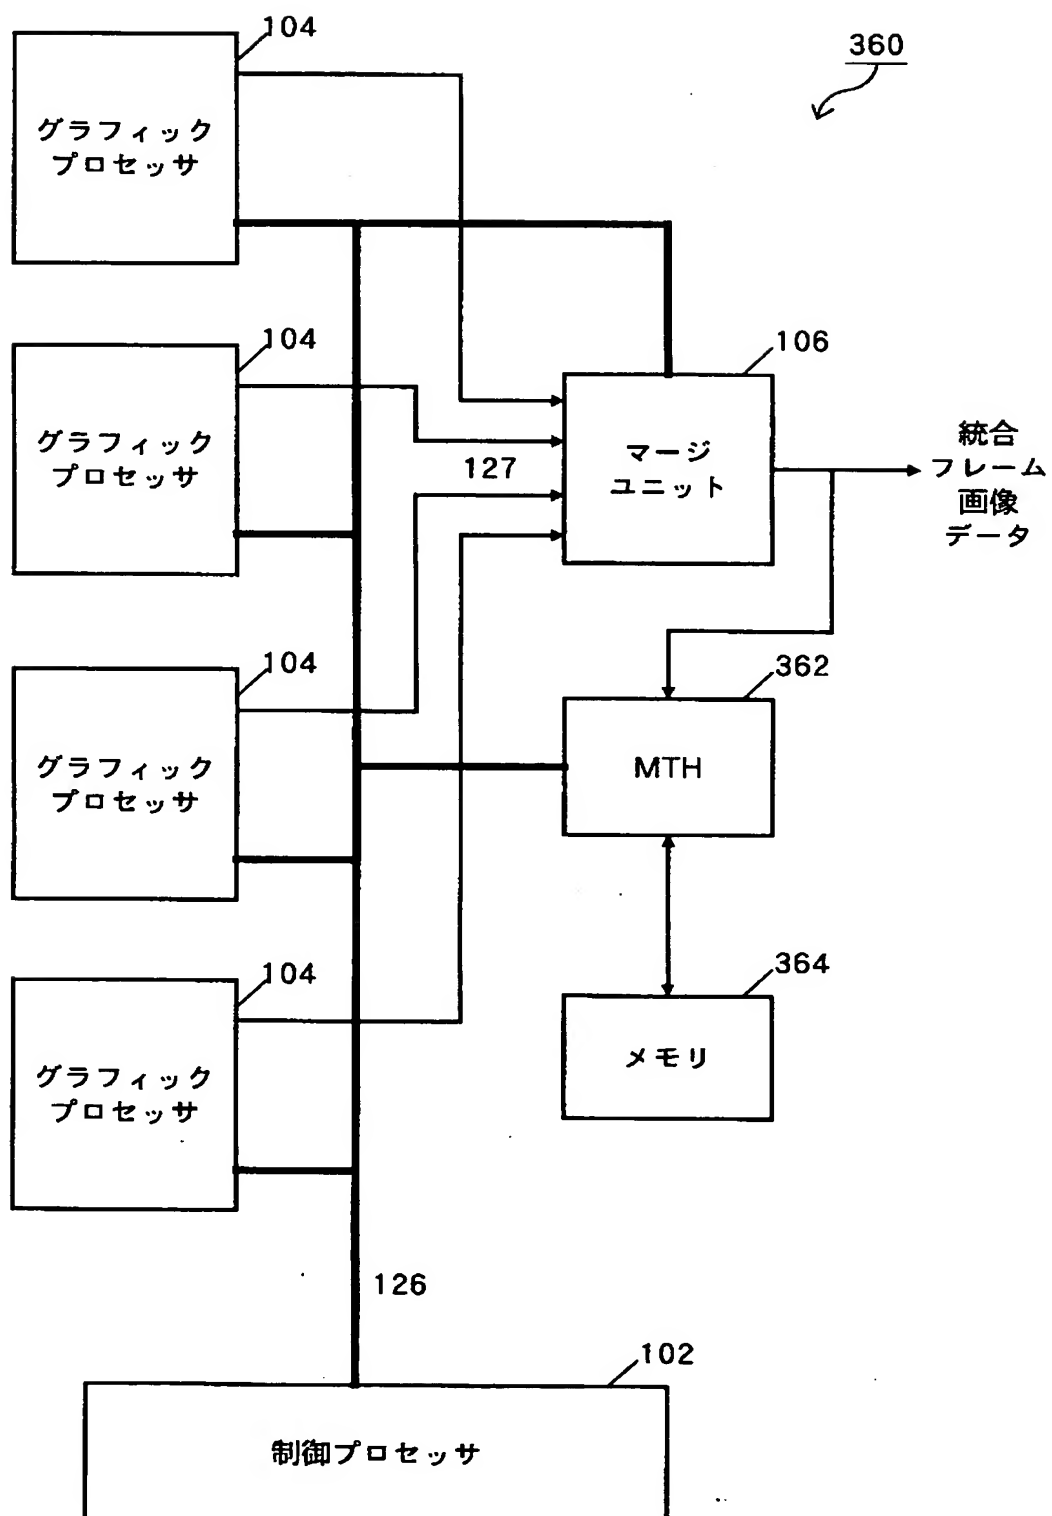 104
360
グラフィック
プロセッサ
104
106
グラフィック
プロセッサ
マージ
ユニット
127
統合
フレーム
画像
データ
104
362
グラフィック
プロセッサ
MTH
104
364
グラフィック
プロセッサ
メモリ
126
102
制御プロセッサ